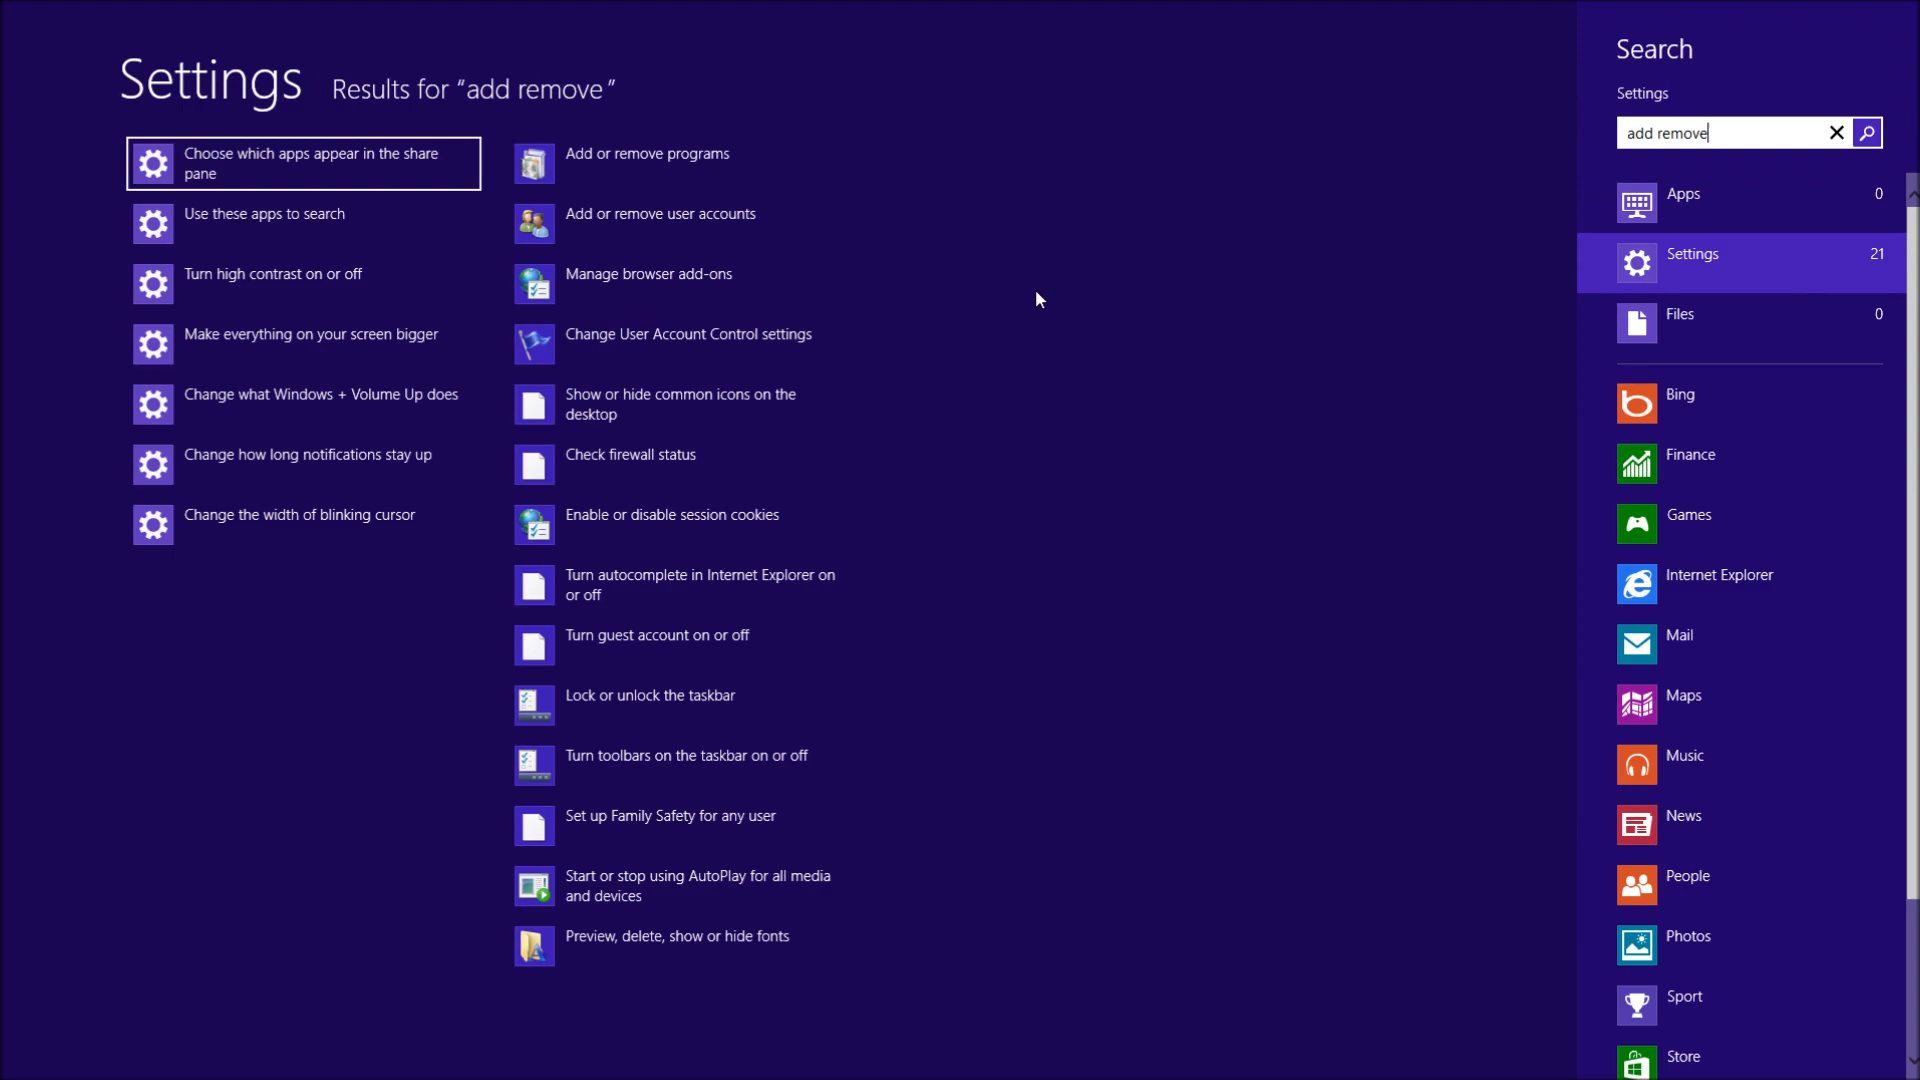 Settings Results for “add remove ”
Choose which apps appear in the share
pane
Use these apps to search
Turn high contrast on or off
Make everything on your screen bigger
Change what Windows + Volume Up does
Change how long notifications stay up
Change the width of blinking cursor
Add or remove programs
Add or remove user accounts
Manage browser add-ons
Change User Account Control settings
Show or hide common icons on the
desktop
Check firewall status
Enable or disable session cookies
Turn autocomplete in Internet Explorer on
or off
Turn guest account on or off
Lock or unlock the taskbar
Turn toolbars on the taskbar on or off
Set up Family Safety for any user
Start or stop using AutoPlay for all media
and devices
Preview, delete, show or hide fonts
Search
Settings
add remove
Apps 0
Settings 21
Files 0
Bing
Finance
Games
Internet Explorer
Mail
Maps
Music
News
People
Photos
Sport
Store